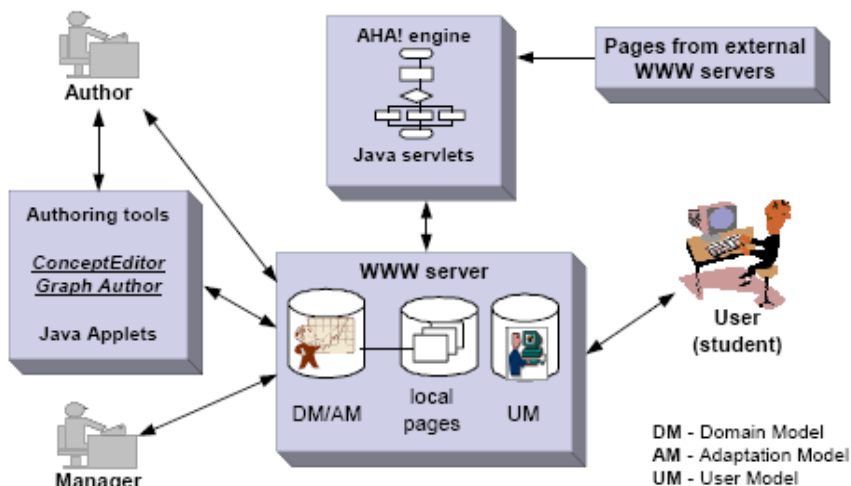 Author
AHA! engine
Java servlets
Pages from external
WWW servers
Authoring tools
ConceptEditor
Graph Author
Java Applets
WWW server
DM/AM
local
pages
UM
User
(student)
Manager
DM - Domain Model
AM - Adaptation Model
UM - User Model